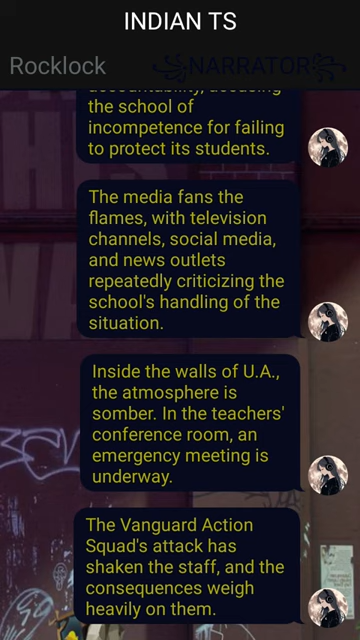 INDIAN TS
Rocklock
NARRATOR
accountability, accusing
the school of
incompetence for failing
to protect its students.
The media fans the
flames, with television
channels, social media,
and news outlets
repeatedly criticizing the
school's handling of the
situation.
Inside the walls of U.A.,
the atmosphere is
somber. In the teachers'
conference room, an
emergency meeting is
underway.
The Vanguard Action
Squad's attack has
shaken the staff, and the
consequences weigh
heavily on them.